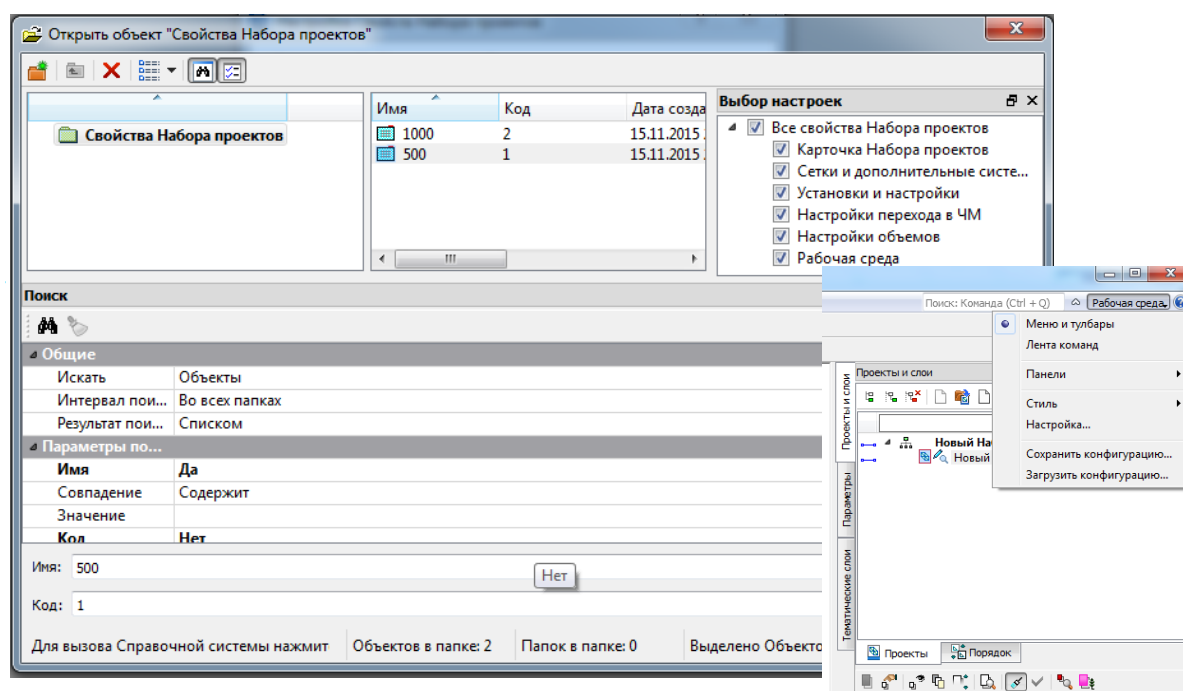 Открыть объект "Свойства Набора проектов"
Имя Код Дата созда
Свойства Набора проектов
1000 2 15.11.2015
500 1 15.11.2015
Выбор настроек
Все свойства Набора проектов
Карточка Набора проектов
Сетки и дополнительные систе...
Установки и настройки
Настройки перехода в ЧМ
Настройки объемов
Рабочая среда
Поиск
Общие
Искать Объекты
Интервал пои... Во всех папках
Результат пои... Списком
Параметры по...
Имя Да
Совпадение Содержит
Значение
Код Нет
Имя: 500
Нет
Код: 1
Для вызова Справочной системы нажмит Объектов в папке: 2 Папок в папке: 0 Выделено Объекто
Поиск: Команда (Ctrl + Q) Рабочая среда
Меню и тулбары
Лента команд
Панели
Стиль
Настройка...
Сохранить конфигурацию...
Загрузить конфигурацию...
Проекты и слои
Проекты и слои
Параметры
Тематические слои
Новый На
Новый
Проекты Порядок